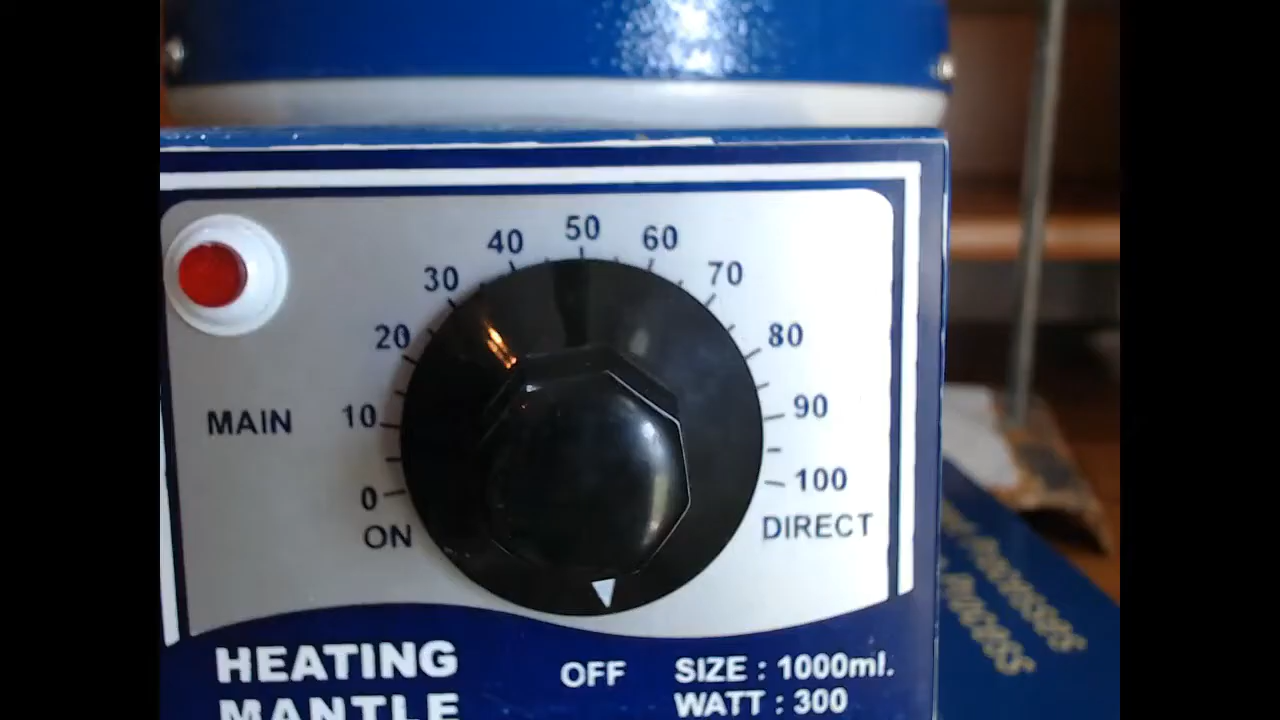 50
40
60
30
70
20
80
MAIN
10
90
0
100
ON
DIRECT
HEATING
MANTLE
OFF
SIZE : 1000ml.
WATT : 300
PROCESS